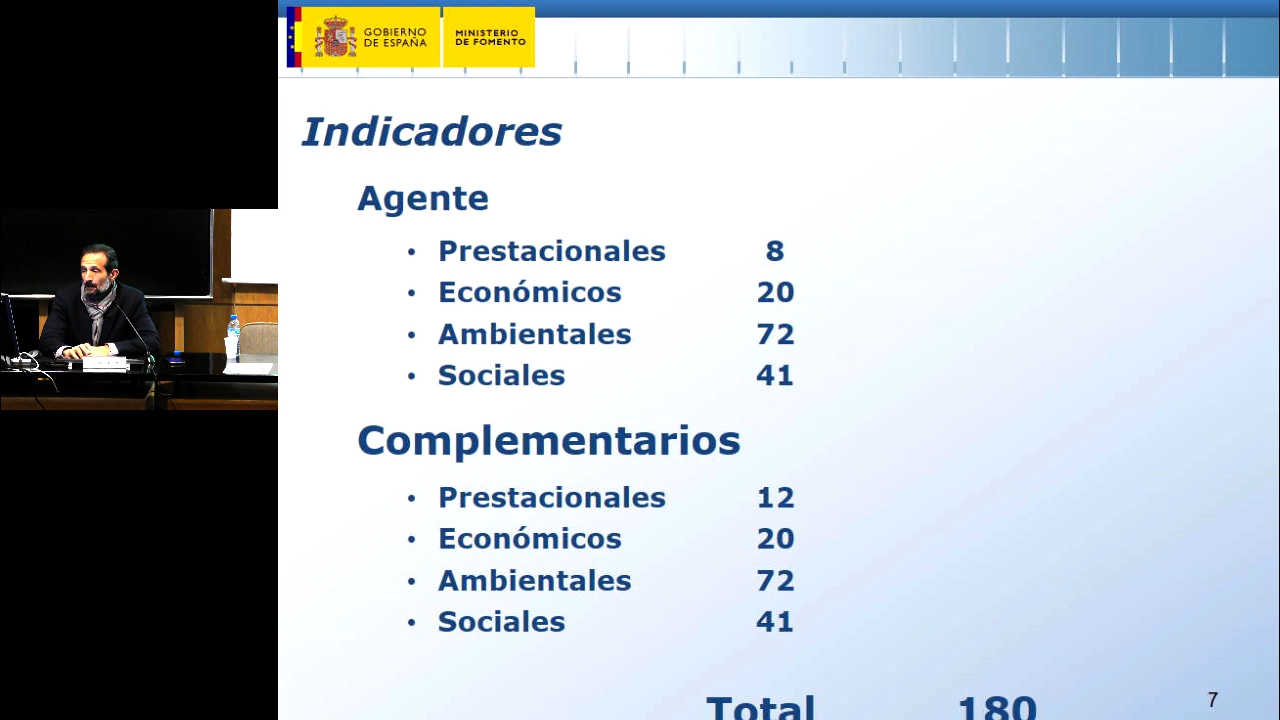 GOBIERNO
DE ESPAÑA
MINISTERIO
DE FOMENTO
Indicadores
Agente
• Prestacionales 8
• Económicos 20
• Ambientales 72
• Sociales 41
Complementarios
• Prestacionales 12
• Económicos 20
• Ambientales 72
• Sociales 41
Total 180
7